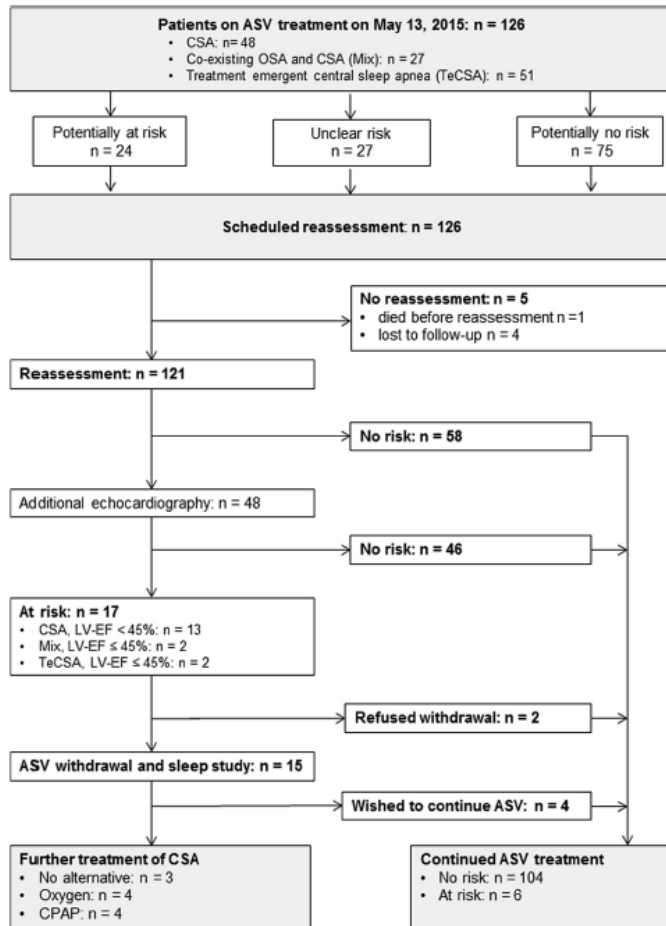 Patients on ASV treatment on May 13, 2015: n = 126
• CSA: n= 48
• Co-existing OSA and CSA (Mix): n = 27
• Treatment emergent central sleep apnea (TeCSA): n = 51
Potentially at risk
n = 24
Unclear risk
n = 27
Potentially no risk
n = 75
Scheduled reassessment: n = 126
No reassessment: n = 5
• died before reassessment n =1
• lost to follow-up n = 4
Reassessment: n = 121
No risk: n = 58
Additional echocardiography: n = 48
No risk: n = 46
At risk: n = 17
• CSA, LV-EF < 45%: n = 13
• Mix, LV-EF ≤ 45%: n = 2
• TeCSA, LV-EF ≤ 45%: n = 2
Refused withdrawal: n = 2
ASV withdrawal and sleep study: n = 15
Wished to continue ASV: n = 4
Further treatment of CSA
• No alternative: n = 3
• Oxygen: n = 4
• CPAP: n = 4
Continued ASV treatment
• No risk: n = 104
• At risk: n = 6